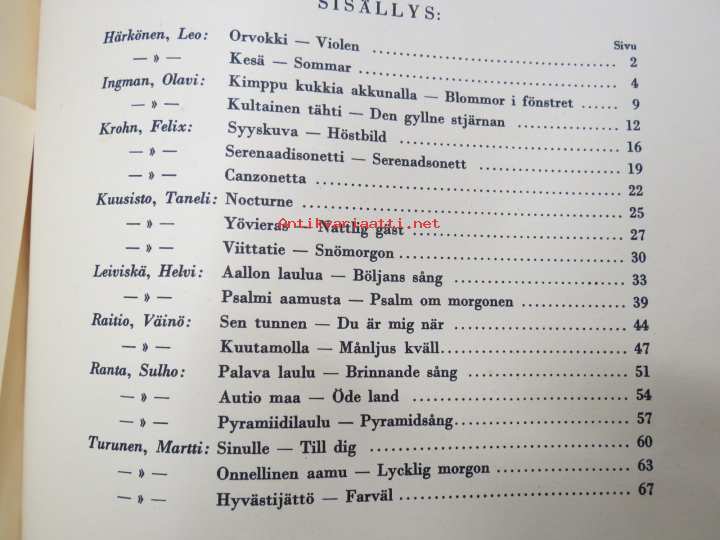 SISÄLLYS:
Sivu
Härkönen, Leo: Orvokki — Violen ........ 2
— » — Kesä — Sommar ........ 4
Ingman, Olavi: Kimppu kukkia akkunalla — Blommor i fönstret ...... 9
— » — Kultainen tähti — Den gyllne stjärnan ........ 12
Krohn, Felix: Syyskuva — Höstbild ........ 16
— » — Serenaadisonetti — Serenadsonett ........ 19
— » — Canzonetta ........ 22
Kuusisto, Taneli: Nocturne ........ 25
— » — Yövieras — Nattlig gäst ........ 27
Antikvariaatti.net
— » — Viittatie — Snömorgon ........ 30
Leiviskä, Helvi: Aallon laulua — Böljans sång ........ 33
— » — Psalmi aamusta — Psalm om morgonen ........ 39
Raitio, Väinö: Sen tunnen — Du är mig när ........ 44
— » — Kuutamolla — Månljus kväll ........ 47
Ranta, Sulho: Palava laulu — Brinnande sång ........ 51
— » — Autio maa — Öde land ........ 54
— » — Pyramiidilaulu — Pyramidsång ........ 57
Turunen, Martti: Sinulle — Till dig ........ 60
— » — Onnellinen aamu — Lycklig morgon ........ 63
— » — Hyvästijättö — Farväl ........ 67